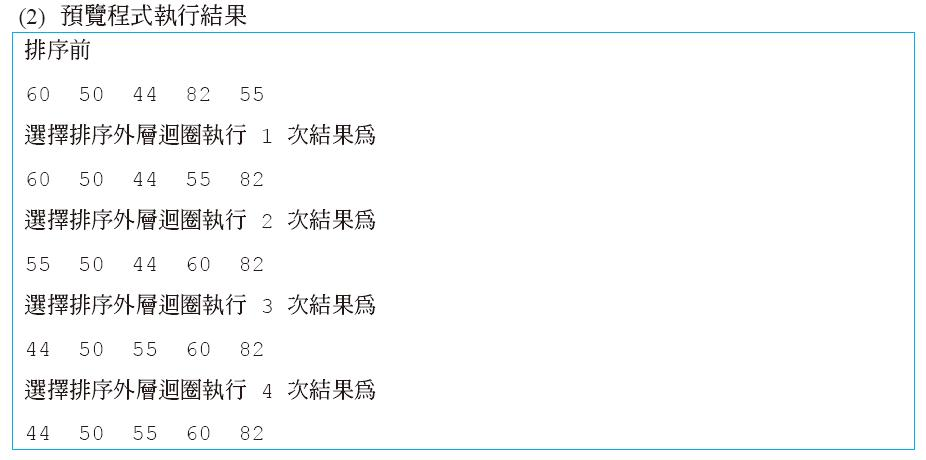 (2) 預覽程式執行結果
排序前
60 50 44 82 55
選擇排序外層迴圈執行 1 次結果爲
60 50 44 55 82
選擇排序外層迴圈執行 2 次結果爲
55 50 44 60 82
選擇排序外層迴圈執行 3 次結果爲
44 50 55 60 82
選擇排序外層迴圈執行 4 次結果爲
44 50 55 60 82